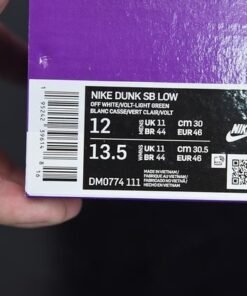 NIKE DUNK SB LOW
OFF WHITE/VOLT-LIGHT GREEN
BLANC CASSE/VERT CLAIR/VOLT
12 MENS UK 11 cm 30
BR 44 EUR 46
13.5 UK 11 cm 30.5
BR 44 EUR 46
DM0774 111
MADE IN VIETNAM/
FABRIQUÉ AU VIETNAM/
HECHO EN VIETNAM
NIKE